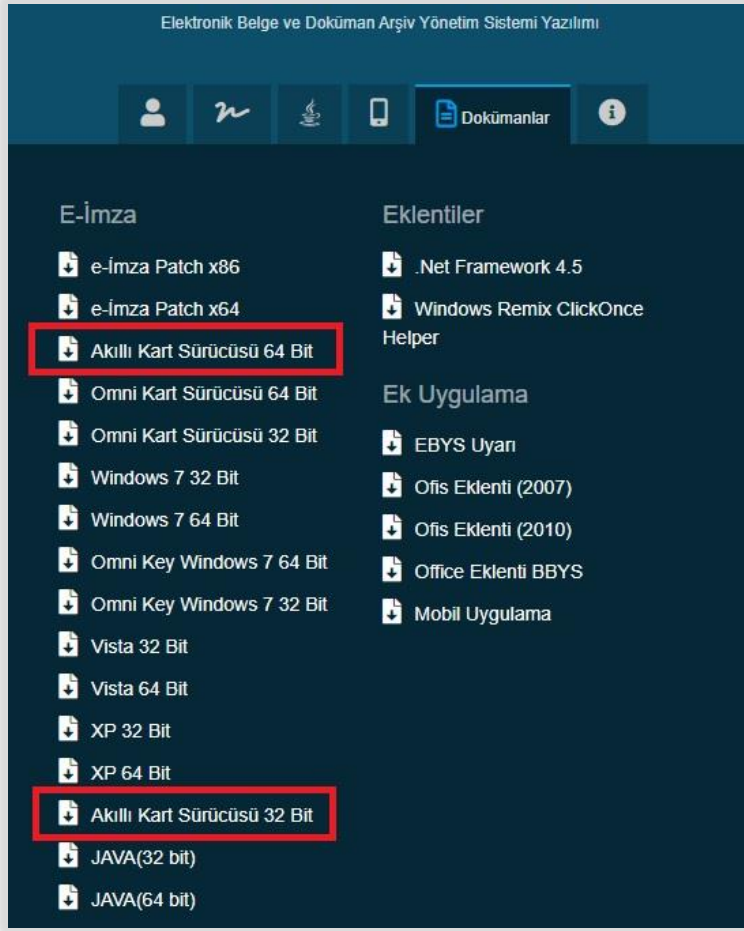 Elektronik Belge ve Doküman Arşiv Yönetim Sistemi Yazılımı
Dokümanlar
E-İmza
e-İmza Patch x86
e-İmza Patch x64
Akıllı Kart Sürücüsü 64 Bit
Omni Kart Sürücüsü 64 Bit
Omni Kart Sürücüsü 32 Bit
Windows 7 32 Bit
Windows 7 64 Bit
Omni Key Windows 7 64 Bit
Omni Key Windows 7 32 Bit
Vista 32 Bit
Vista 64 Bit
XP 32 Bit
XP 64 Bit
Akıllı Kart Sürücüsü 32 Bit
JAVA(32 bit)
JAVA(64 bit)
Eklentiler
.Net Framework 4.5
Windows Remix ClickOnce
Helper
Ek Uygulama
EBYS Uyarı
Ofis Eklenti (2007)
Ofis Eklenti (2010)
Office Eklenti BBYS
Mobil Uygulama